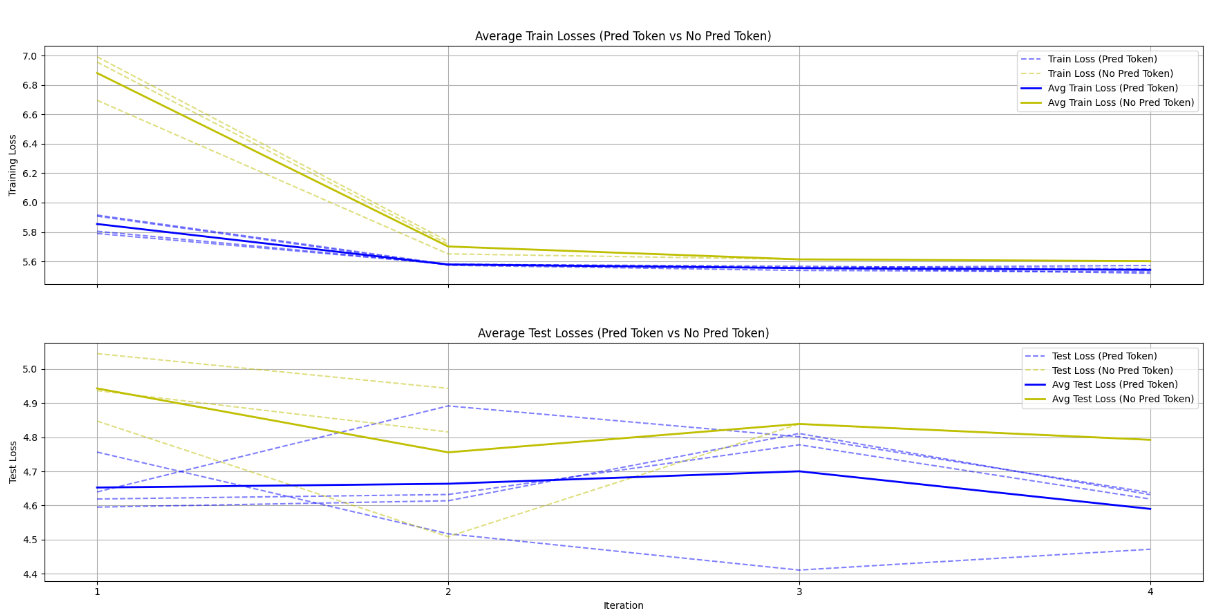 Average Train Losses (Pred Token vs No Pred Token)
7.0
6.8
6.6
6.4
6.2
6.0
5.8
5.6
Training Loss
Train Loss (Pred Token)
Train Loss (No Pred Token)
Avg Train Loss (Pred Token)
Avg Train Loss (No Pred Token)
Average Test Losses (Pred Token vs No Pred Token)
5.0
4.9
4.8
4.7
4.6
4.5
4.4
Test Loss
Test Loss (Pred Token)
Test Loss (No Pred Token)
Avg Test Loss (Pred Token)
Avg Test Loss (No Pred Token)
1 2 3 4
Iteration